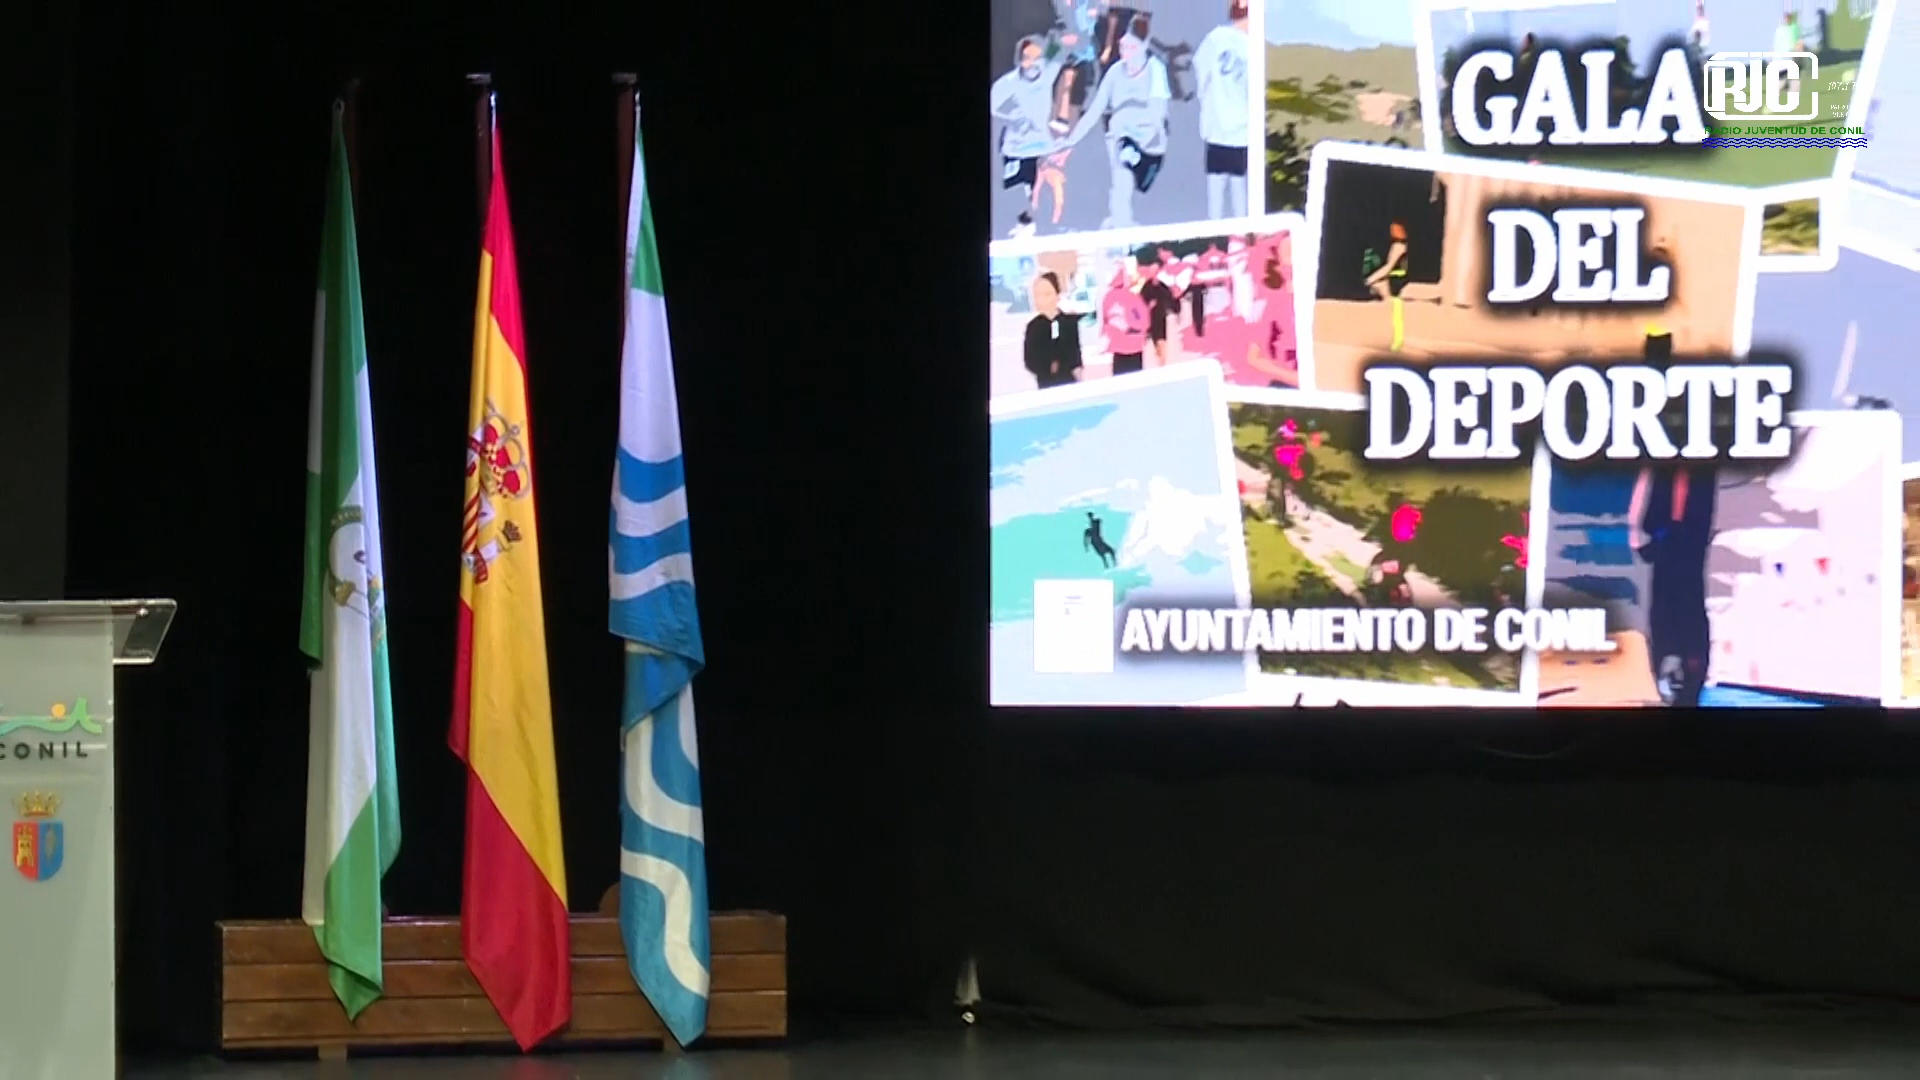 GALA
RJC
RADIO JUVENTUD DE CONIL
DEL
DEPORTE
AYUNTAMIENTO DE CONIL
CONIL